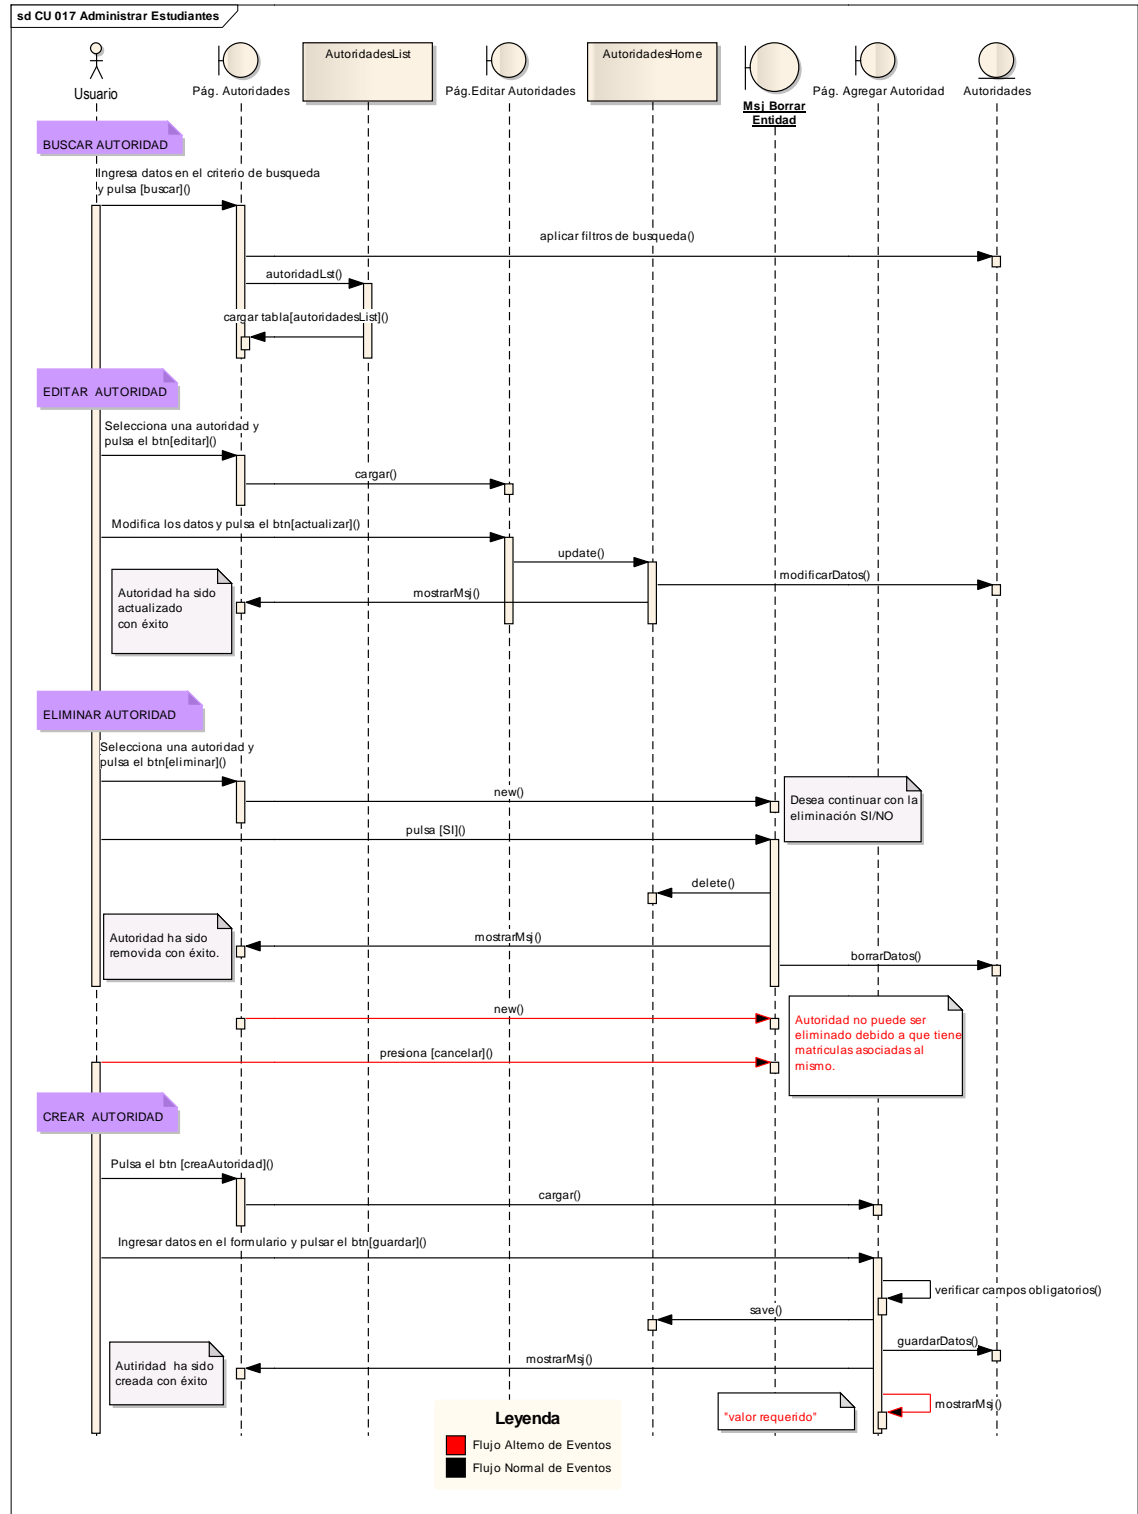 sd CU 017 Administrar Estudiantes
Usuario
Pág. Autoridades
AutoridadesList
Pág.Editar Autoridades
AutoridadesHome
Msj Borrar
Entidad
Pág. Agregar Autoridad
Autoridades
BUSCAR AUTORIDAD
Ingresa datos en el criterio de busqueda
y pulsa [buscar]()
aplicar filtros de busqueda()
autoridadLst()
cargar tabla[autoridadesList]()
EDITAR  AUTORIDAD
Selecciona una autoridad y
pulsa el btn[editar]()
cargar()
Modifica los datos y pulsa el btn[actualizar]()
update()
modificarDatos()
mostrarMsj()
Autoridad ha sido
actualizado
con éxito
ELIMINAR AUTORIDAD
Selecciona una autoridad y
pulsa el btn[eliminar]()
new()
Desea continuar con la
eliminación SI/NO
pulsa [SI]()
delete()
mostrarMsj()
Autoridad ha sido
removida con éxito.
borrarDatos()
new()
Autoridad no puede ser
eliminado debido a que tiene
matriculas asociadas al
mismo.
presiona [cancelar]()
CREAR  AUTORIDAD
Pulsa el btn [creaAutoridad]()
cargar()
Ingresar datos en el formulario y pulsar el btn[guardar]()
verificar campos obligatorios()
save()
guardarDatos()
mostrarMsj()
Autiridad  ha sido
creada con éxito
mostrarMsj()
"valor requerido"
Leyenda
Flujo Alterno de Eventos
Flujo Normal de Eventos